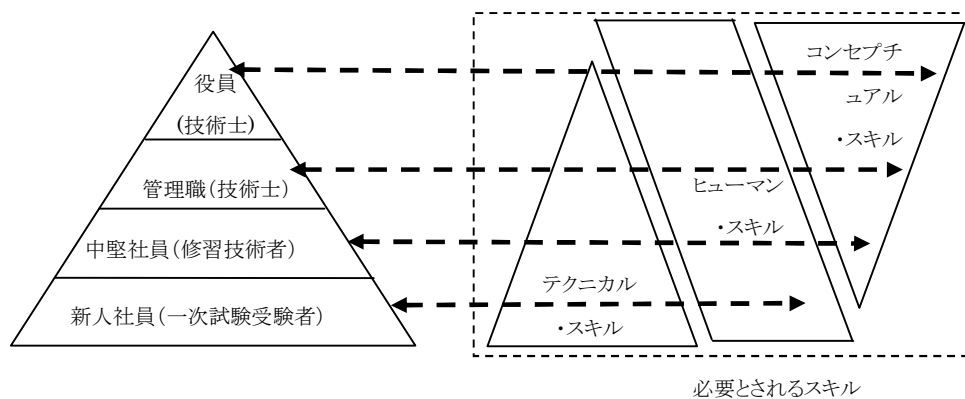 役員
(技術士)
管理職(技術士)
中堅社員(修習技術者)
新人社員(一次試験受験者)
テクニカル
・スキル
ヒューマン
・スキル
コンセプチ
ュアル
・スキル
必要とされるスキル